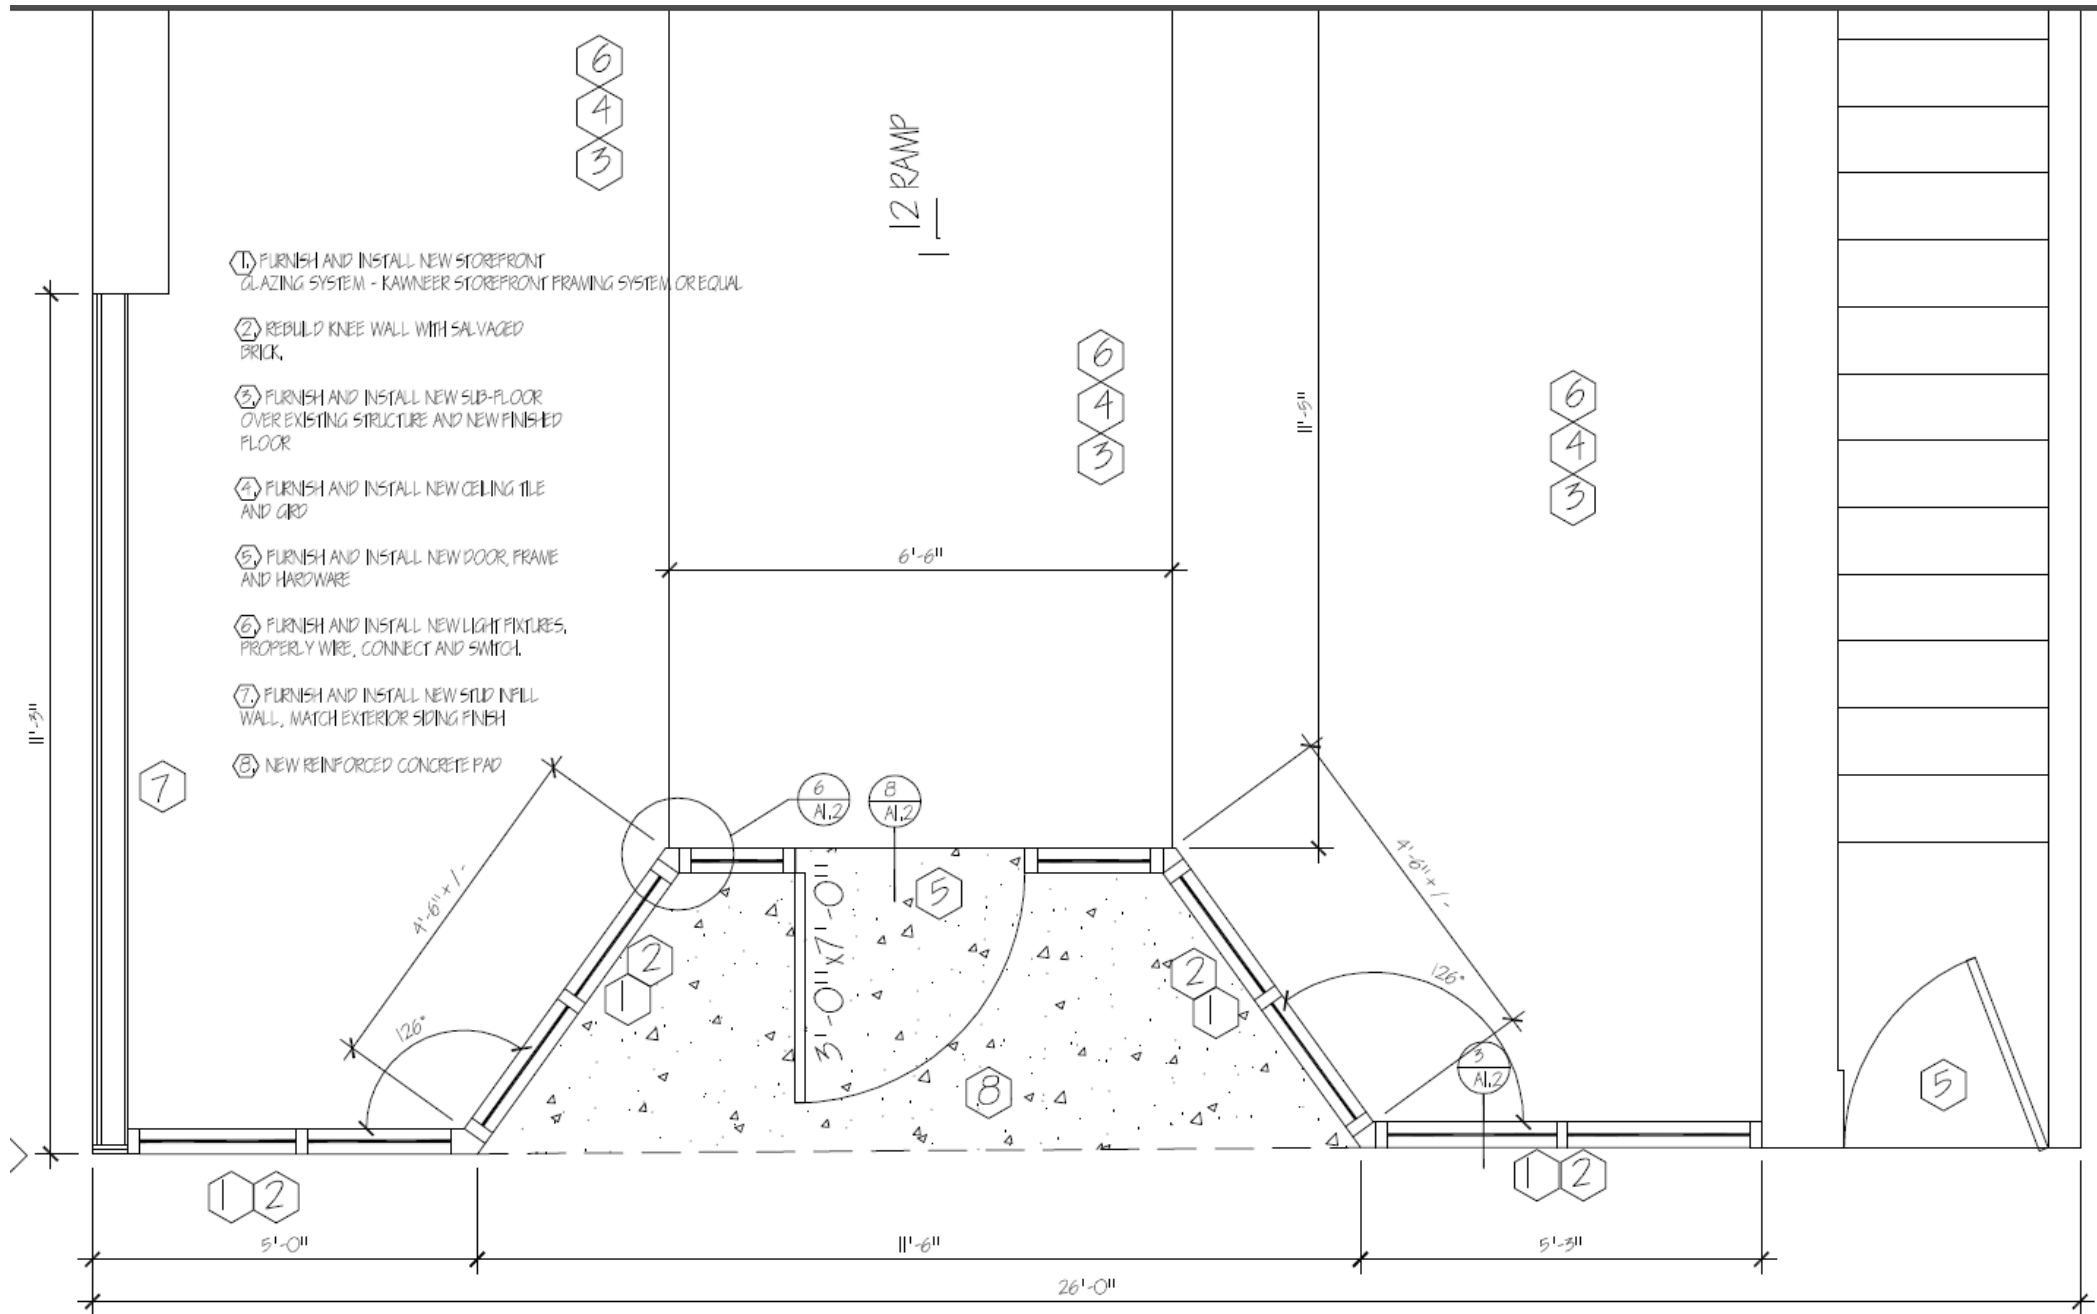 6
4
3
12 RAMP
1
1. FURNISH AND INSTALL NEW STOREFRONT
GLAZING SYSTEM - KAWNEER STOREFRONT FRAMING SYSTEM OR EQUAL
2. REBUILD KNEE WALL WITH SALVAGED
BRICK.
3. FURNISH AND INSTALL NEW SUB-FLOOR
OVER EXISTING STRUCTURE AND NEW FINISHED
FLOOR
4. FURNISH AND INSTALL NEW CEILING TILE
AND GIRD
5. FURNISH AND INSTALL NEW DOOR, FRAME
AND HARDWARE
6. FURNISH AND INSTALL NEW LIGHT FIXTURES,
PROPERLY WIRE, CONNECT AND SWITCH.
7. FURNISH AND INSTALL NEW STUD INFILL
WALL, MATCH EXTERIOR SIDING FINISH
8. NEW REINFORCED CONCRETE PAD
6
4
3
6
4
3
11'-5"
6'-6"
11'-3"
7
6
A1.2
8
A1.2
4'-6"+/-
4'-6"+/-
5
3'-0"x7'-0"
2
1
2
1
126°
126°
3
A1.2
8
5
1 2
1 2
5'-0"
11'-6"
5'-3"
26'-0"